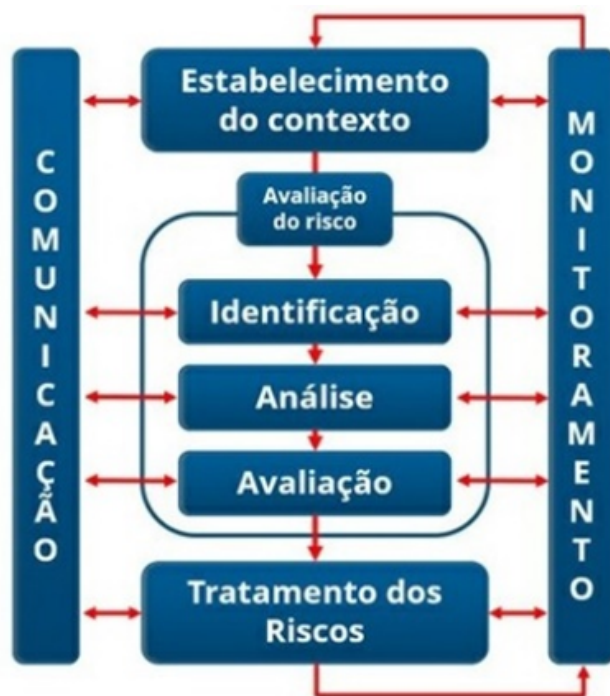 COMUNICAÇÃO
Estabelecimento
do contexto
Avaliação
do risco
Identificação
Análise
Avaliação
Tratamento dos
Riscos
MONITORAMENTO